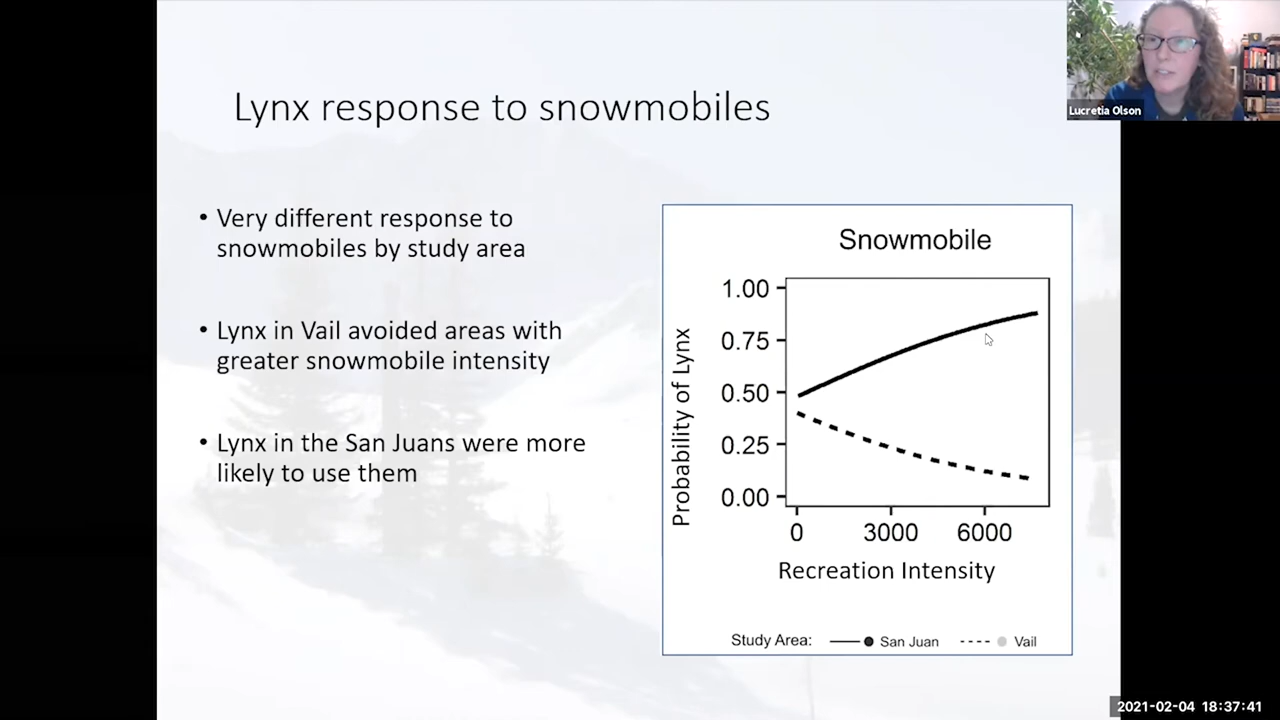 Lynx response to snowmobiles
Lucretia Olson
• Very different response to
snowmobiles by study area
• Lynx in Vail avoided areas with
greater snowmobile intensity
• Lynx in the San Juans were more
likely to use them
Snowmobile
Probability of Lynx
1.00
0.75
0.50
0.25
0.00
0 3000 6000
Recreation Intensity
Study Area: San Juan Vail
2021-02-04 18:37:41